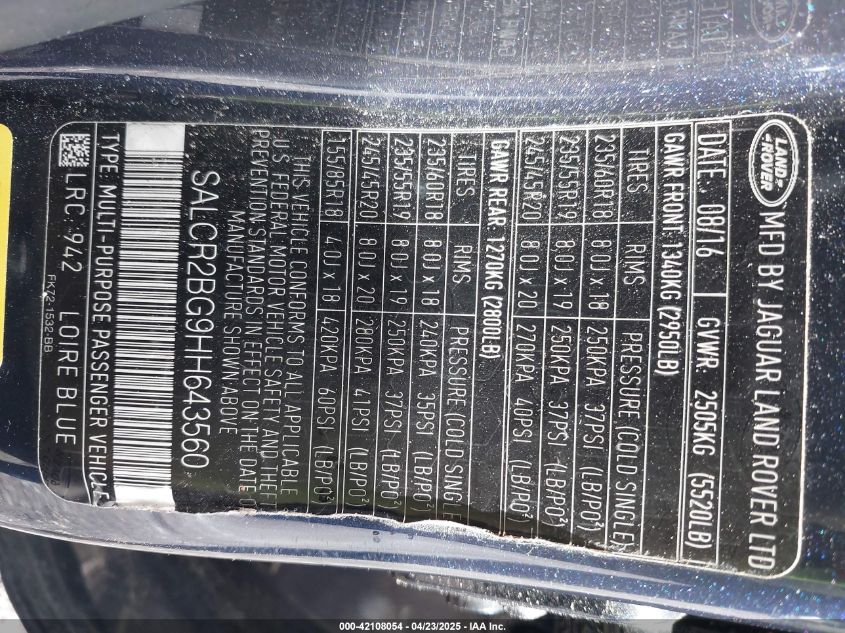 LAND
ROVER
MFD BY JAGUAR LAND ROVER LTD
DATE: 08/16 GVWR: 2505KG (5520LB)
GAWR FRONT: 1340KG (2950LB)
TIRES RIMS PRESSURE (COLD SINGLE)
235/60R18 8.0J x 18 250KPA 37PSI (LB/PO²)
235/55R19 8.0J x 19 250KPA 37PSI (LB/PO²)
245/45R20 8.0J x 20 270KPA 40PSI (LB/PO²)
GAWR REAR: 1270KG (2800LB)
TIRES RIMS PRESSURE (COLD SINGLE
235/60R18 8.0J x 18 240KPA 35PSI (LB/PO²)
235/55R19 8.0J x 19 250KPA 37PSI (LB/PO²)
245/45R20 8.0J x 20 280KPA 41PSI (LB/PO²)
155/85R18 4.0J x 18 420KPA 60PSI (LB/PO²)
THIS VEHICLE CONFORMS TO ALL APPLICABLE
U.S. FEDERAL MOTOR VEHICLE SAFETY AND THEFT
PREVENTION STANDARDS IN EFFECT ON THE DATE OF
MANUFACTURE SHOWN ABOVE
SALCR2BG9HH643560
TYPE: MULTI-PURPOSE PASSENGER VEHICLE
LRC 942 LOIRE BLUE
FK72-1532-BB
000-42108054 - 04/23/2025 - IAA Inc.